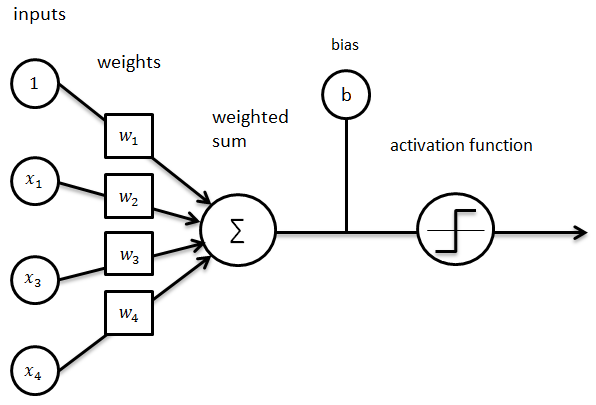 inputs
bias
weights
1
b
weighted
sum
w₁
activation function
x₁
w₂
∑
w₃
x₃
w₄
x₄